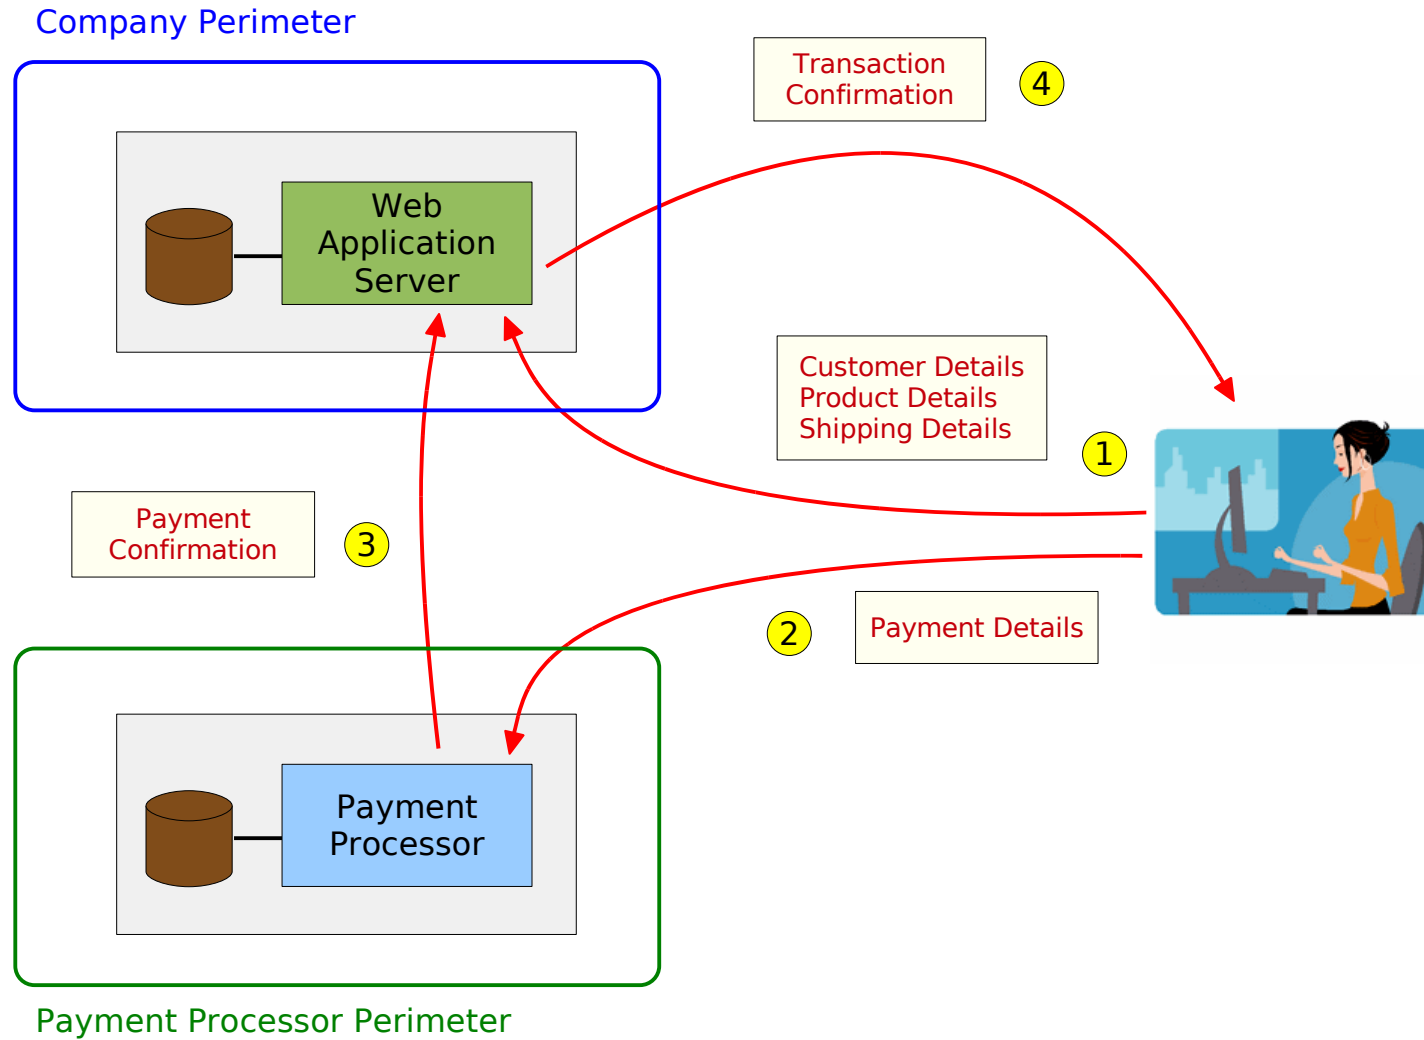 Company Perimeter
Transaction
Confirmation
4
Web
Application
Server
Customer Details
Product Details
Shipping Details
1
Payment
Confirmation
3
2
Payment Details
Payment
Processor
Payment Processor Perimeter